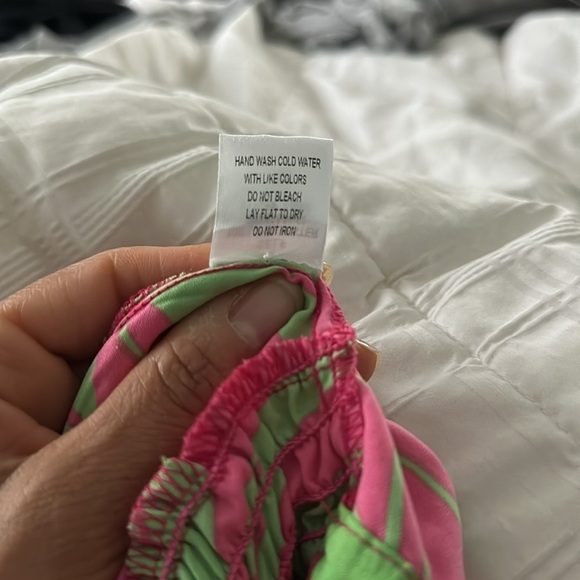 HAND WASH COLD WATER
WITH LIKE COLORS
DO NOT BLEACH
LAY FLAT TO DRY
DO NOT IRON